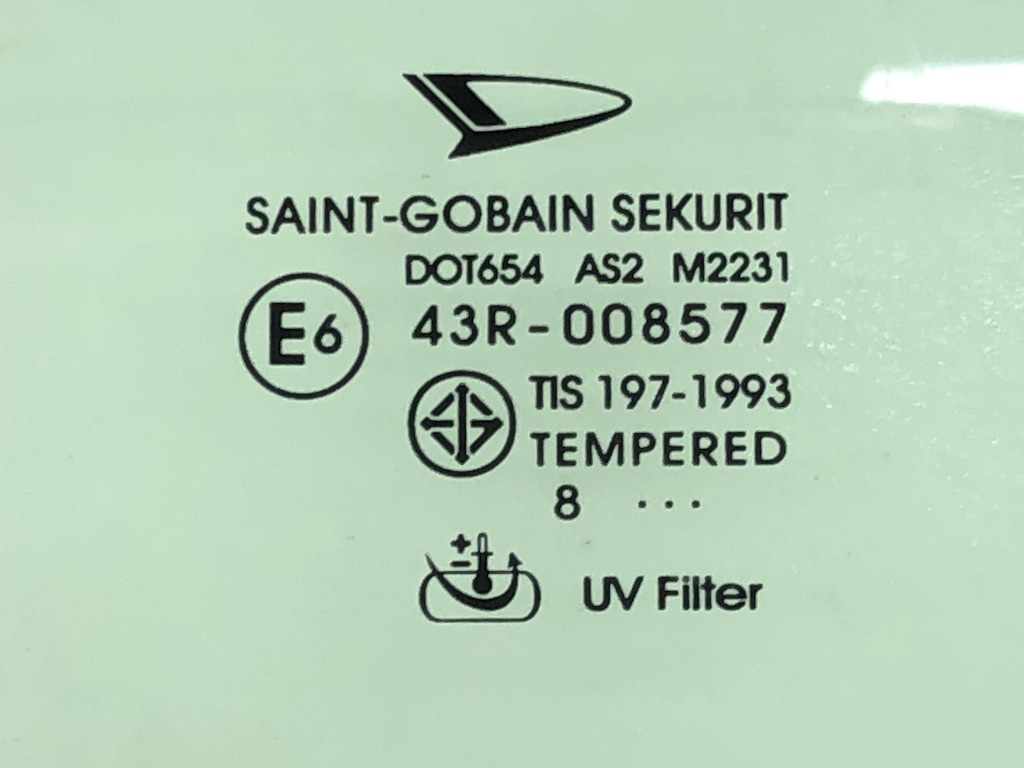 SAINT-GOBAIN SEKURIT
DOT654 AS2 M2231
E6
43R-008577
TIS 197-1993
TEMPERED
8 ...
UV Filter